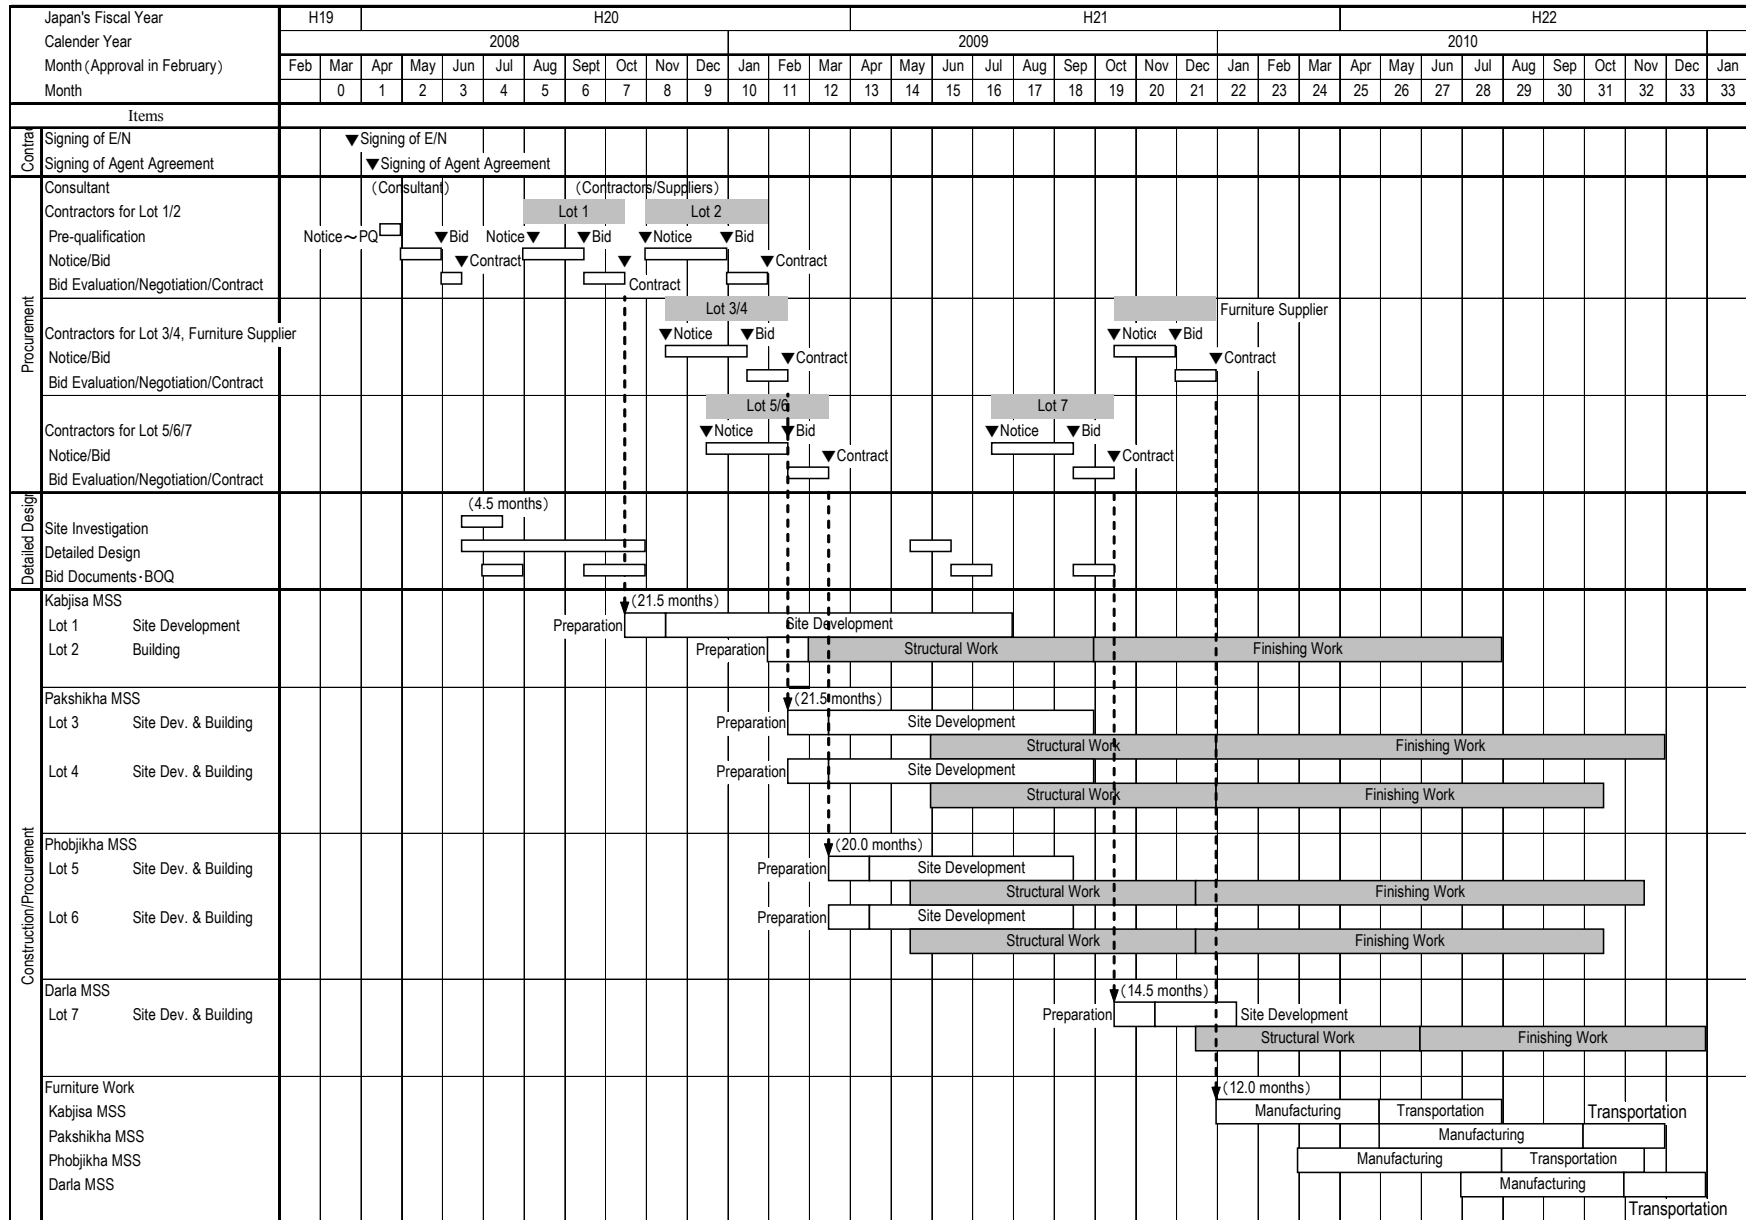 Japan's Fiscal Year H19 H20 H21 H22
Calender Year 2008 2009 2010
Month (Approval in February) Feb Mar Apr May Jun Jul Aug Sept Oct Nov Dec Jan Feb Mar Apr May Jun Jul Aug Sep Oct Nov Dec Jan Feb Mar Apr May Jun Jul Aug Sep Oct Nov Dec Jan
Month 0 1 2 3 4 5 6 7 8 9 10 11 12 13 14 15 16 17 18 19 20 21 22 23 24 25 26 27 28 29 30 31 32 33 33
Items
Contrac
Signing of E/N ▼Signing of E/N
Signing of Agent Agreement ▼Signing of Agent Agreement
Procurement
Consultant (Consultant) (Contractors/Suppliers)
Contractors for Lot 1/2 Lot 1 Lot 2
Pre-qualification Notice～PQ ▼Bid Notice▼ ▼Bid ▼Notice ▼Bid
Notice/Bid ▼Contract ▼ ▼Contract
Bid Evaluation/Negotiation/Contract Contract
Lot 3/4 Furniture Supplier
Contractors for Lot 3/4, Furniture Supplier ▼Notice ▼Bid ▼Notice ▼Bid
Notice/Bid ▼Contract ▼Contract
Bid Evaluation/Negotiation/Contract
Lot 5/6 Lot 7
Contractors for Lot 5/6/7 ▼Notice ▼Bid ▼Notice ▼Bid
Notice/Bid ▼Contract ▼Contract
Bid Evaluation/Negotiation/Contract
Detailed Design
(4.5 months)
Site Investigation
Detailed Design
Bid Documents・BOQ
Construction/Procurement
Kabjisa MSS (21.5 months)
Lot 1 Site Development Preparation Site Development
Lot 2 Building Preparation Structural Work Finishing Work
Pakshikha MSS (21.5 months)
Lot 3 Site Dev. & Building Preparation Site Development
Structural Work Finishing Work
Lot 4 Site Dev. & Building Preparation Site Development
Structural Work Finishing Work
Phobjikha MSS (20.0 months)
Lot 5 Site Dev. & Building Preparation Site Development
Structural Work Finishing Work
Lot 6 Site Dev. & Building Preparation Site Development
Structural Work Finishing Work
Darla MSS (14.5 months)
Lot 7 Site Dev. & Building Preparation Site Development
Structural Work Finishing Work
Furniture Work (12.0 months)
Kabjisa MSS Manufacturing Transportation Transportation
Pakshikha MSS Manufacturing
Phobjikha MSS Manufacturing Transportation
Darla MSS Manufacturing
Transportation